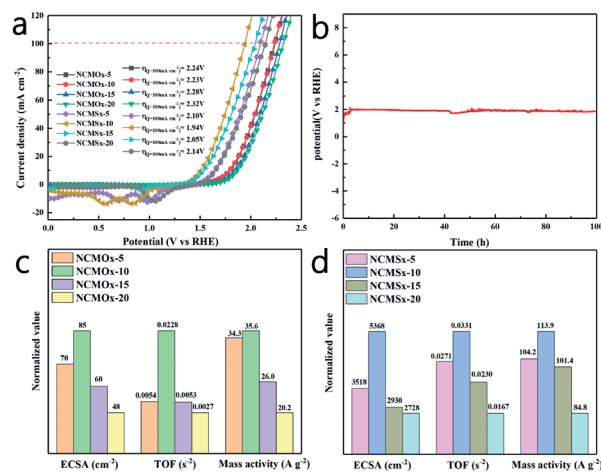 a
Current density (mA cm⁻²)
120
100
80
60
40
20
0
-20
NCMOx-5
NCMOx-10
NCMOx-15
NCMOx-20
NCMSx-5
NCMSx-10
NCMSx-15
NCMSx-20
η(j=100mA cm⁻²)= 2.24V
η(j=100mA cm⁻²)= 2.23V
η(j=100mA cm⁻²)= 2.28V
η(j=100mA cm⁻²)= 2.32V
η(j=100mA cm⁻²)= 2.10V
η(j=100mA cm⁻²)= 1.94V
η(j=100mA cm⁻²)= 2.05V
η(j=100mA cm⁻²)= 2.14V
0.0 0.5 1.0 1.5 2.0 2.5
Potential (V vs RHE)
b
potential(V vs RHE)
8
6
4
2
0
-2
-4
-6
0 20 40 60 80 100
Time (h)
c
Normalized value
NCMOx-5
NCMOx-10
NCMOx-15
NCMOx-20
70 85 60 48
0.0054 0.0228 0.0053 0.0027
34.3 35.6 26.0 20.2
ECSA (cm⁻²) TOF (s⁻²) Mass activity (A g⁻²)
d
Normalized value
NCMSx-5
NCMSx-10
NCMSx-15
NCMSx-20
3518 5368 2930 2728
0.0271 0.0331 0.0230 0.0167
104.2 113.9 101.4 84.8
ECSA (cm⁻²) TOF (s⁻²) Mass activity (A g⁻²)